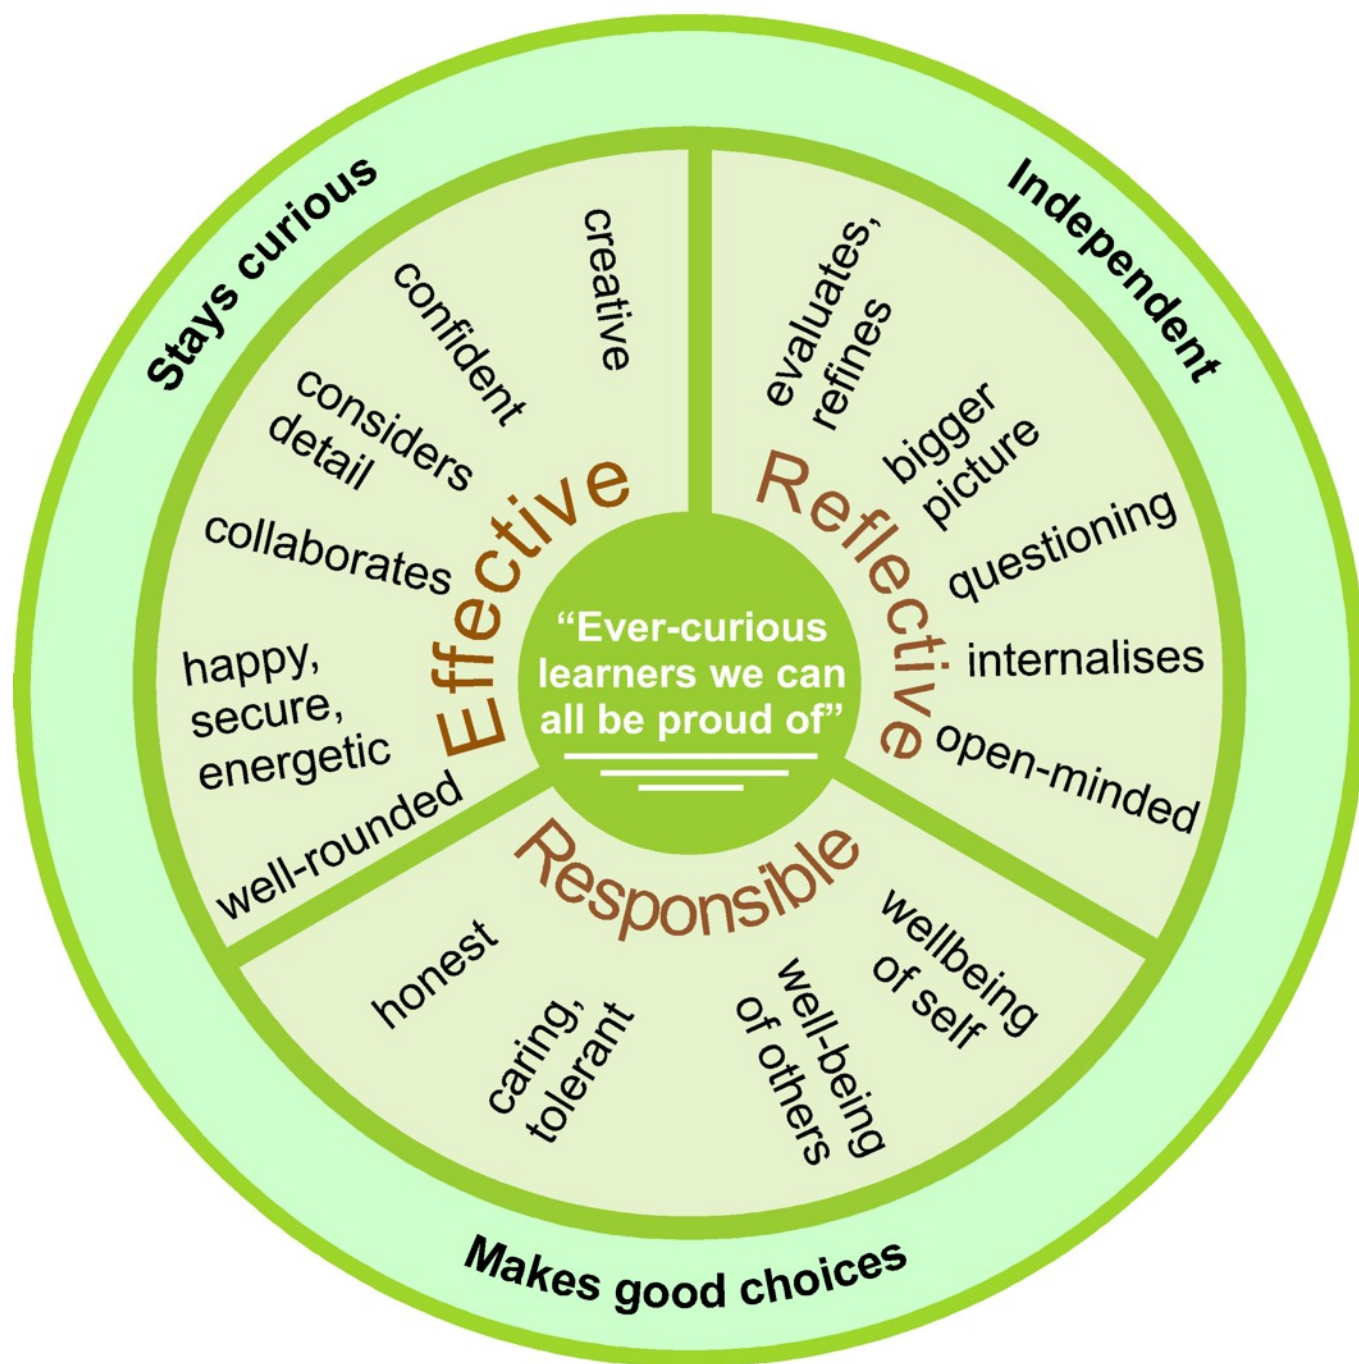 Stays curious
Independent
Makes good choices
Effective
creative
confident
considers
detail
collaborates
happy,
secure,
energetic
well-rounded
Reflective
evaluates,
refines
bigger
picture
questioning
internalises
open-minded
Responsible
wellbeing
of self
well-being
of others
caring,
tolerant
honest
“Ever-curious
learners we can
all be proud of”